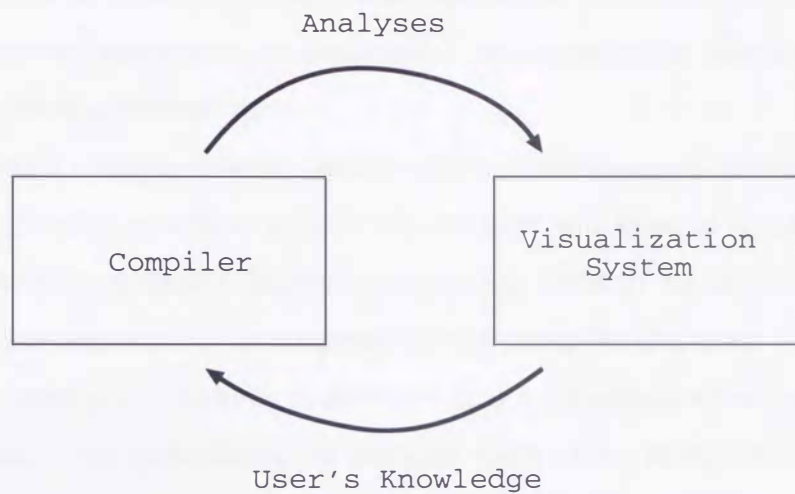 Analyses
Compiler
Visualization
System
User's Knowledge